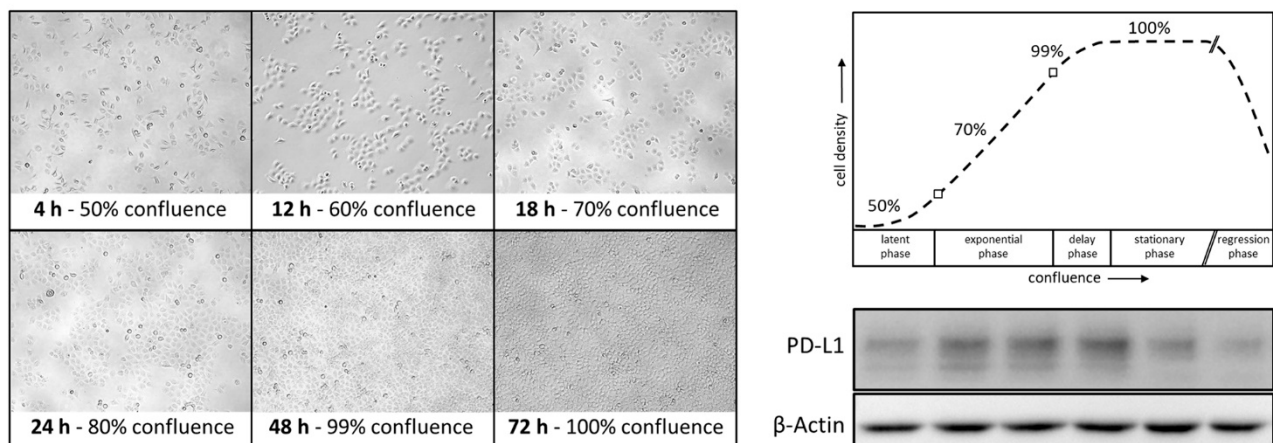 4 h - 50% confluence
12 h - 60% confluence
18 h - 70% confluence
24 h - 80% confluence
48 h - 99% confluence
72 h - 100% confluence
cell density
50%
70%
99%
100%
latent
phase
exponential
phase
delay
phase
stationary
phase
regression
phase
confluence
PD-L1
β-Actin